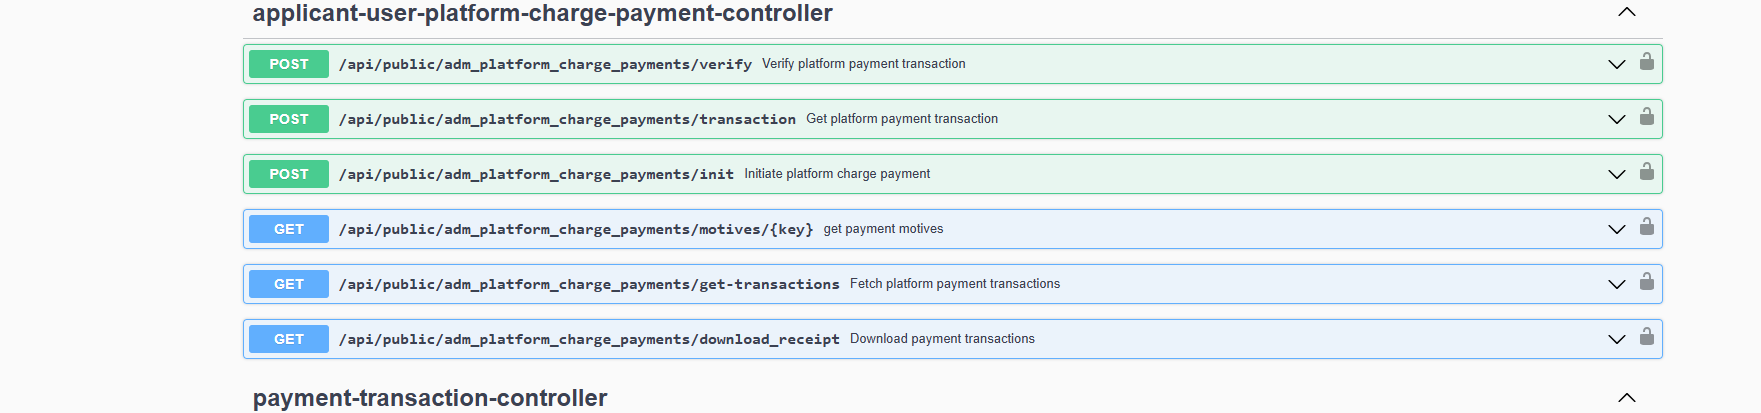 applicant-user-platform-charge-payment-controller
POST /api/public/adm_platform_charge_payments/verify Verify platform payment transaction
POST /api/public/adm_platform_charge_payments/transaction Get platform payment transaction
POST /api/public/adm_platform_charge_payments/init Initiate platform charge payment
GET /api/public/adm_platform_charge_payments/motives/{key} get payment motives
GET /api/public/adm_platform_charge_payments/get-transactions Fetch platform payment transactions
GET /api/public/adm_platform_charge_payments/download_receipt Download payment transactions
payment-transaction-controller